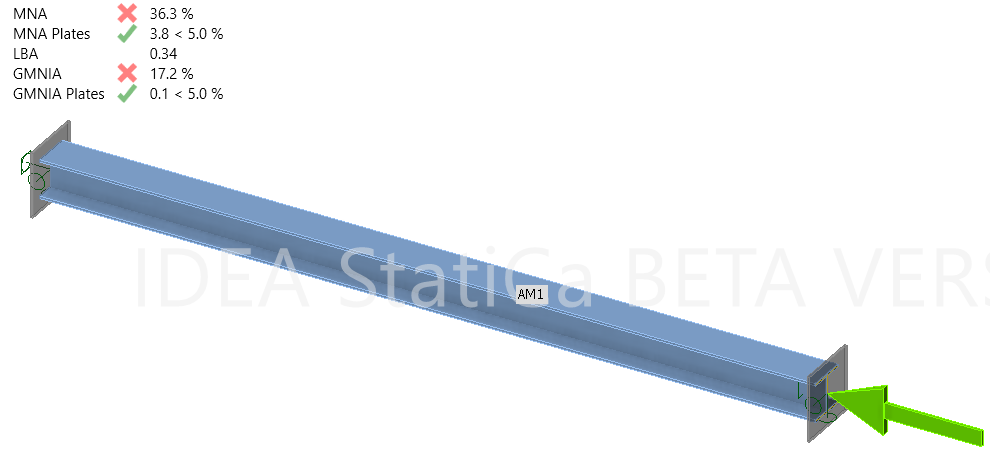 MNA 36.3 %
MNA Plates 3.8 < 5.0 %
LBA 0.34
GMNIA 17.2 %
GMNIA Plates 0.1 < 5.0 %
IDEA StatiCa BETA VERS
AM1